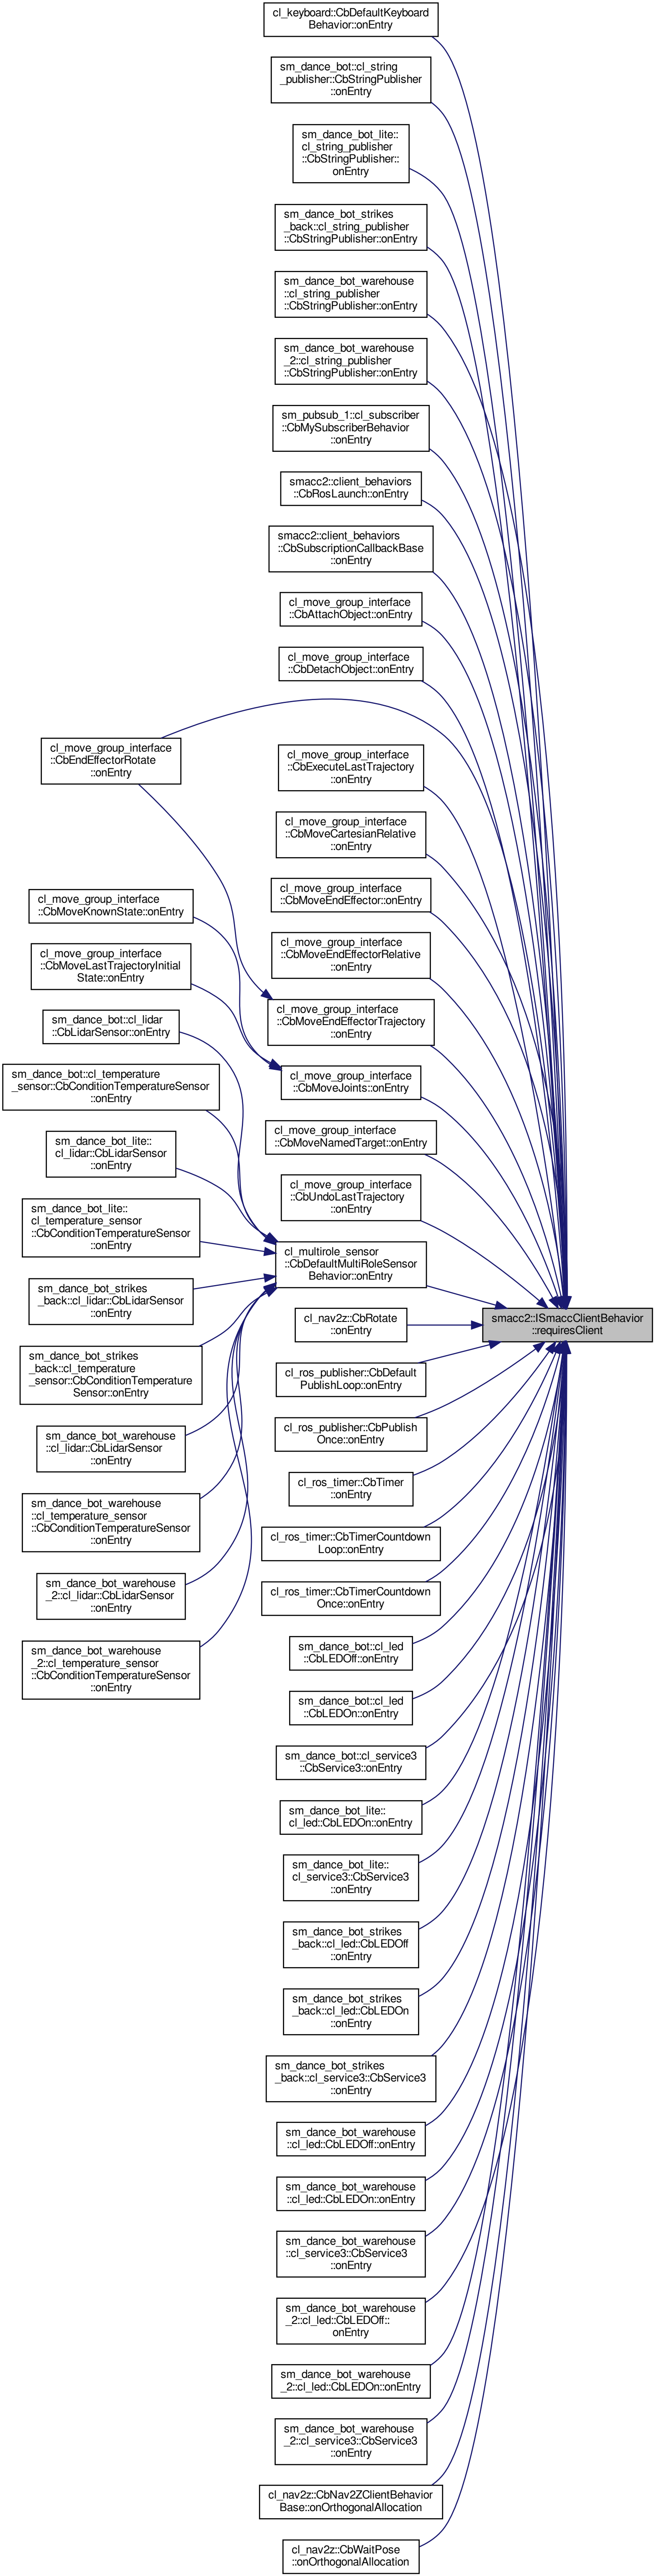 cl_keyboard::CbDefaultKeyboard
Behavior::onEntry
sm_dance_bot::cl_string
_publisher::CbStringPublisher
::onEntry
sm_dance_bot_lite::
cl_string_publisher
::CbStringPublisher::
onEntry
sm_dance_bot_strikes
_back::cl_string_publisher
::CbStringPublisher::onEntry
sm_dance_bot_warehouse
::cl_string_publisher
::CbStringPublisher::onEntry
sm_dance_bot_warehouse
_2::cl_string_publisher
::CbStringPublisher::onEntry
sm_pubsub_1::cl_subscriber
::CbMySubscriberBehavior
::onEntry
smacc2::client_behaviors
::CbRosLaunch::onEntry
smacc2::client_behaviors
::CbSubscriptionCallbackBase
::onEntry
cl_move_group_interface
::CbAttachObject::onEntry
cl_move_group_interface
::CbDetachObject::onEntry
cl_move_group_interface
::CbEndEffectorRotate
::onEntry
cl_move_group_interface
::CbExecuteLastTrajectory
::onEntry
cl_move_group_interface
::CbMoveCartesianRelative
::onEntry
cl_move_group_interface
::CbMoveEndEffector::onEntry
cl_move_group_interface
::CbMoveKnownState::onEntry
cl_move_group_interface
::CbMoveEndEffectorRelative
::onEntry
cl_move_group_interface
::CbMoveLastTrajectoryInitial
State::onEntry
cl_move_group_interface
::CbMoveEndEffectorTrajectory
::onEntry
sm_dance_bot::cl_lidar
::CbLidarSensor::onEntry
cl_move_group_interface
::CbMoveJoints::onEntry
sm_dance_bot::cl_temperature
_sensor::CbConditionTemperatureSensor
::onEntry
cl_move_group_interface
::CbMoveNamedTarget::onEntry
sm_dance_bot_lite::
cl_lidar::CbLidarSensor
::onEntry
cl_move_group_interface
::CbUndoLastTrajectory
::onEntry
sm_dance_bot_lite::
cl_temperature_sensor
::CbConditionTemperatureSensor
::onEntry
cl_multirole_sensor
::CbDefaultMultiRoleSensor
Behavior::onEntry
sm_dance_bot_strikes
_back::cl_lidar::CbLidarSensor
::onEntry
cl_nav2z::CbRotate
::onEntry
smacc2::ISmaccClientBehavior
::requiresClient
sm_dance_bot_strikes
_back::cl_temperature
_sensor::CbConditionTemperature
Sensor::onEntry
cl_ros_publisher::CbDefault
PublishLoop::onEntry
sm_dance_bot_warehouse
::cl_lidar::CbLidarSensor
::onEntry
cl_ros_publisher::CbPublish
Once::onEntry
cl_ros_timer::CbTimer
::onEntry
sm_dance_bot_warehouse
::cl_temperature_sensor
::CbConditionTemperatureSensor
::onEntry
cl_ros_timer::CbTimerCountdown
Loop::onEntry
sm_dance_bot_warehouse
_2::cl_lidar::CbLidarSensor
::onEntry
cl_ros_timer::CbTimerCountdown
Once::onEntry
sm_dance_bot_warehouse
_2::cl_temperature_sensor
::CbConditionTemperatureSensor
::onEntry
sm_dance_bot::cl_led
::CbLEDOff::onEntry
sm_dance_bot::cl_led
::CbLEDOn::onEntry
sm_dance_bot::cl_service3
::CbService3::onEntry
sm_dance_bot_lite::
cl_led::CbLEDOn::onEntry
sm_dance_bot_lite::
cl_service3::CbService3
::onEntry
sm_dance_bot_strikes
_back::cl_led::CbLEDOff
::onEntry
sm_dance_bot_strikes
_back::cl_led::CbLEDOn
::onEntry
sm_dance_bot_strikes
_back::cl_service3::CbService3
::onEntry
sm_dance_bot_warehouse
::cl_led::CbLEDOff::onEntry
sm_dance_bot_warehouse
::cl_led::CbLEDOn::onEntry
sm_dance_bot_warehouse
::cl_service3::CbService3
::onEntry
sm_dance_bot_warehouse
_2::cl_led::CbLEDOff::
onEntry
sm_dance_bot_warehouse
_2::cl_led::CbLEDOn::onEntry
sm_dance_bot_warehouse
_2::cl_service3::CbService3
::onEntry
cl_nav2z::CbNav2ZClientBehavior
Base::onOrthogonalAllocation
cl_nav2z::CbWaitPose
::onOrthogonalAllocation